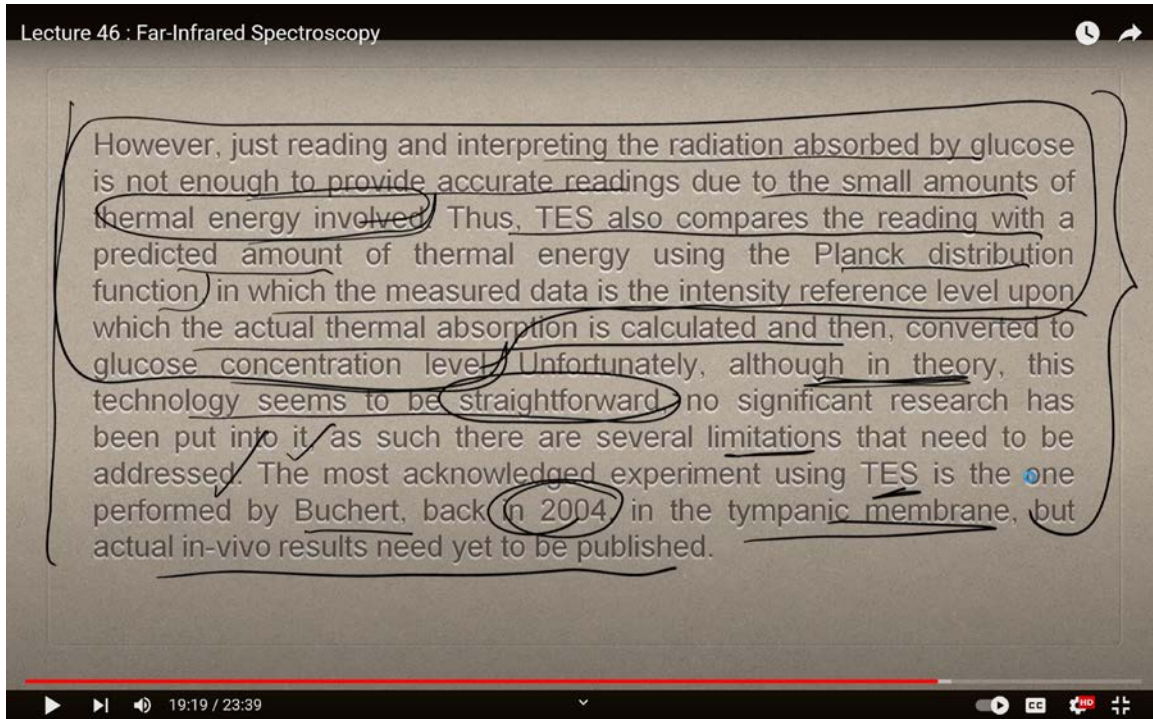 Lecture 46 : Far-Infrared Spectroscopy
However, just reading and interpreting the radiation absorbed by glucose
is not enough to provide accurate readings due to the small amounts of
thermal energy involved. Thus, TES also compares the reading with a
predicted amount of thermal energy using the Planck distribution
function, in which the measured data is the intensity reference level upon
which the actual thermal absorption is calculated and then, converted to
glucose concentration level. Unfortunately, although in theory, this
technology seems to be straightforward, no significant research has
been put into it, as such there are several limitations that need to be
addressed. The most acknowledged experiment using TES is the one
performed by Buchert, back in 2004, in the tympanic membrane, but
actual in-vivo results need yet to be published.
19:19 / 23:39
CC
HD